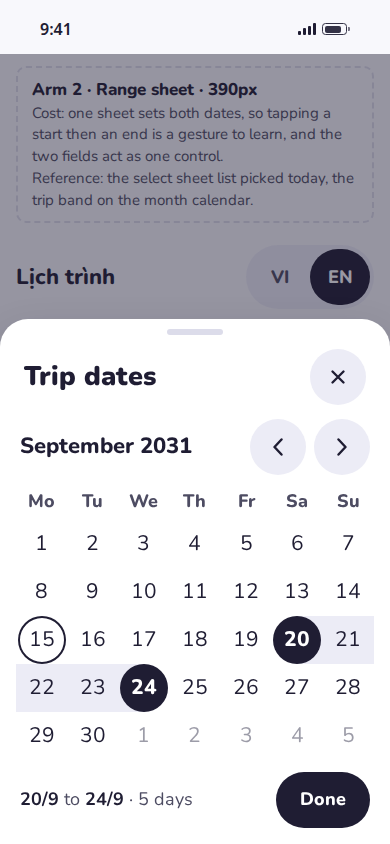 9:41
Arm 2 · Range sheet · 390px
Cost: one sheet sets both dates, so tapping a
start then an end is a gesture to learn, and the
two fields act as one control.
Reference: the select sheet list picked today, the
trip band on the month calendar.
Lịch trình
VI EN
Trip dates
September 2031
Mo Tu We Th Fr Sa Su
1 2 3 4 5 6 7
8 9 10 11 12 13 14
15 16 17 18 19 20 21
22 23 24 25 26 27 28
29 30 1 2 3 4 5
20/9 to 24/9 · 5 days
Done